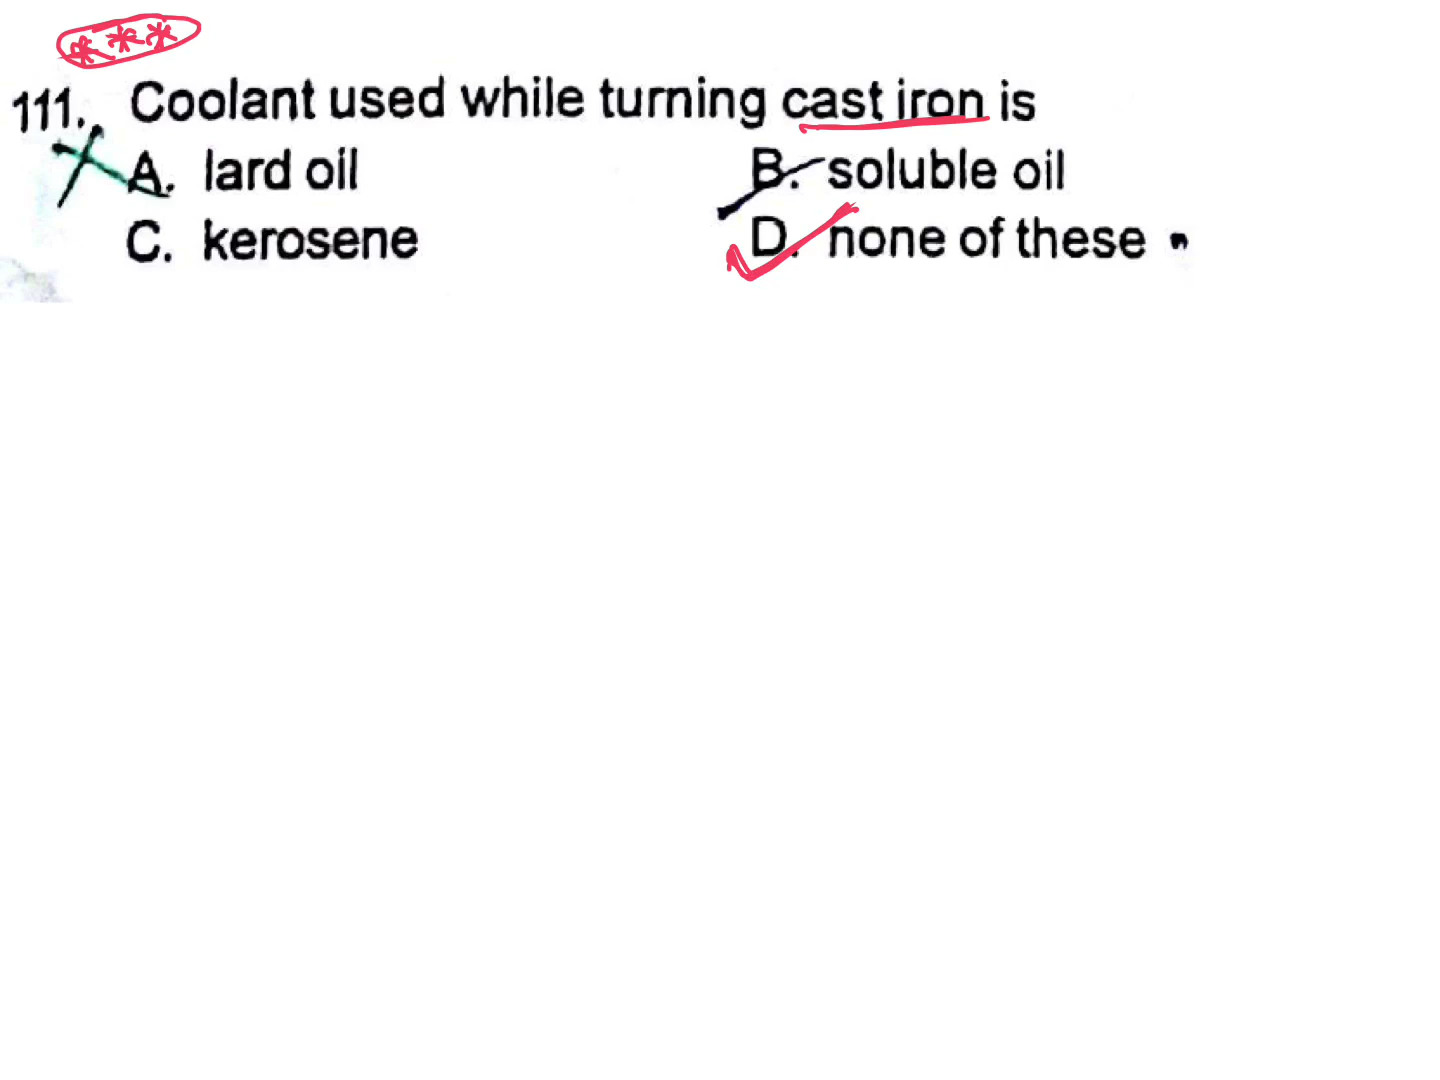 ***
111. Coolant used while turning cast iron is
A. lard oil B. soluble oil
C. kerosene D. none of these